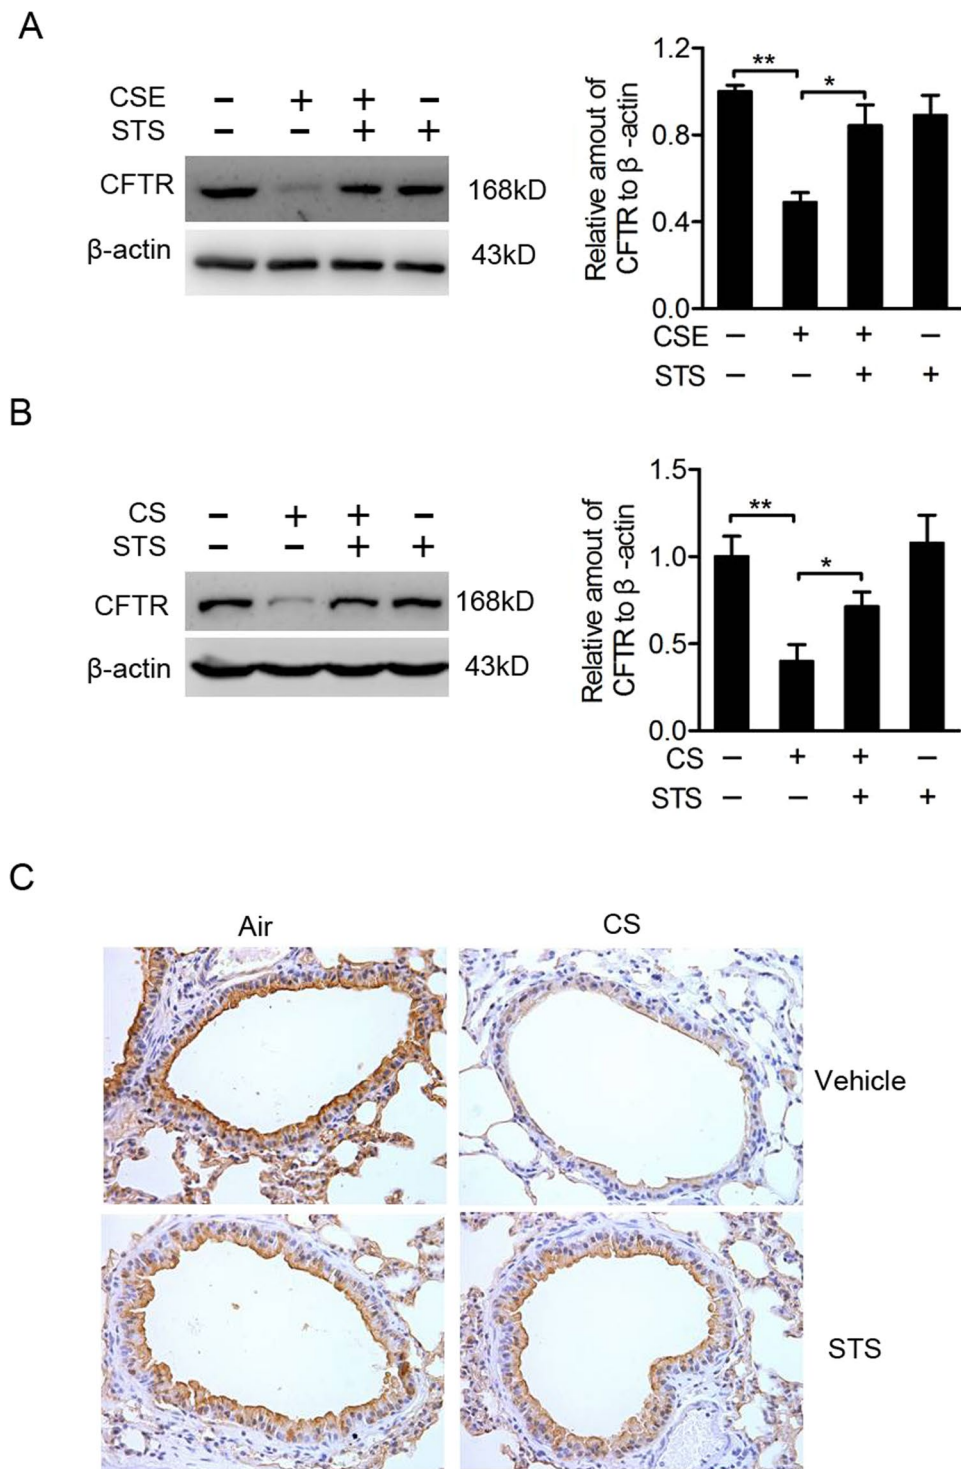 A
CSE − + + −
STS − − + +
CFTR 168kD
β-actin 43kD
Relative amout of
CFTR to β -actin
1.2
0.8
0.4
0.0
** *
CSE − + + −
STS − − + +
B
CS − + + −
STS − − + +
CFTR 168kD
β-actin 43kD
Relative amout of
CFTR to β -actin
1.5
1.0
0.5
0.0
** *
CS − + + −
STS − − + +
C
Air CS
Vehicle
STS